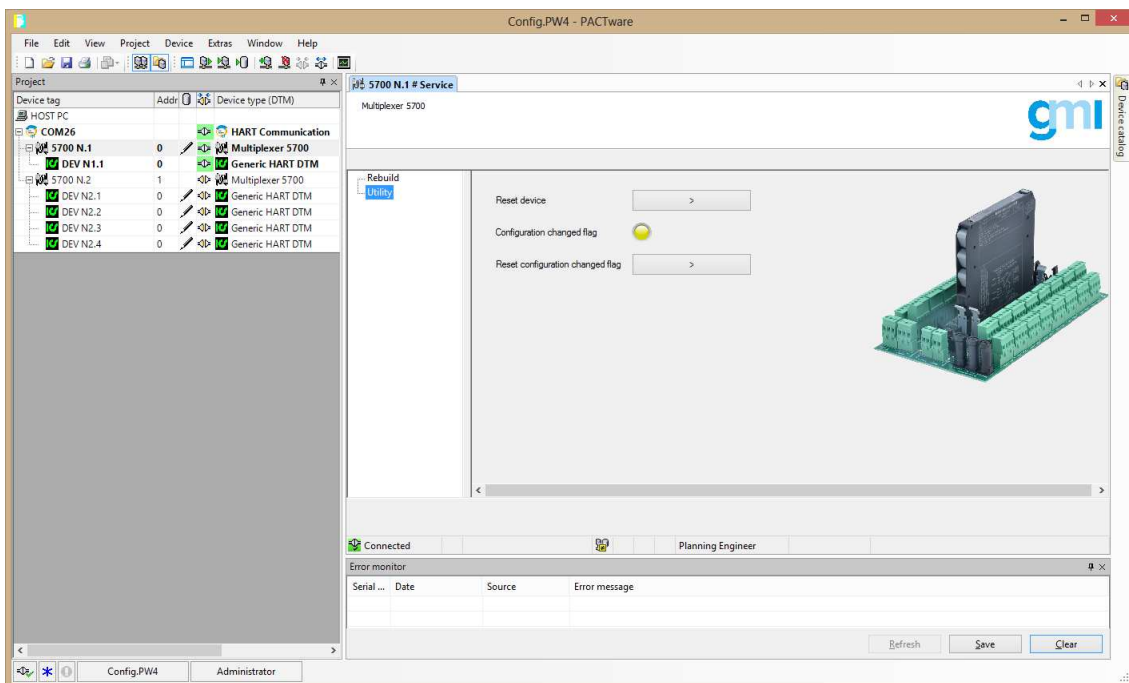 Config.PW4 - PACTware
File Edit View Project Device Extras Window Help
Project
Device tag Addr Device type (DTM)
HOST PC
COM26 HART Communication
5700 N.1 0 Multiplexer 5700
DEV N1.1 0 Generic HART DTM
5700 N.2 1 Multiplexer 5700
DEV N2.1 0 Generic HART DTM
DEV N2.2 0 Generic HART DTM
DEV N2.3 0 Generic HART DTM
DEV N2.4 0 Generic HART DTM
5700 N.1 # Service
Multiplexer 5700
gmi
Device catalog
Rebuild
Utility
Reset device >
Configuration changed flag
Reset configuration changed flag >
Connected Planning Engineer
Error monitor
Serial ... Date Source Error message
Refresh Save Clear
Config.PW4 Administrator